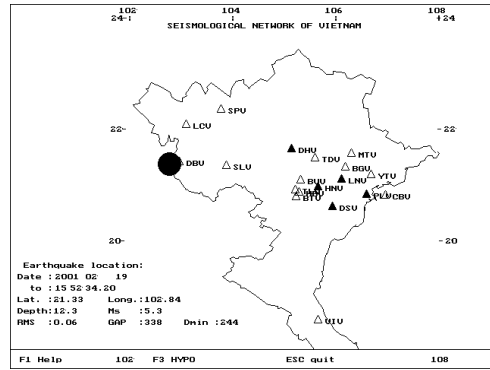 102 104 106 108
24 24
SEISMOLOGICAL NETWORK OF VIETNAM
SPV
LCV
22 22
DHV
MTV
TDV
DBV
SLV
BGV
YTV
BVV
LNV
HNV
BTV
PLV
CBV
DSV
20 20
Earthquake location:
Date :2001 02 19
to :15 52 34.20
Lat. :21.33 Long.:102.84
Depth:12.3 Ms :5.3
RMS :0.06 GAP :338 Dmin :244
VIV
F1 Help 102 F3 HYPO ESC quit 108